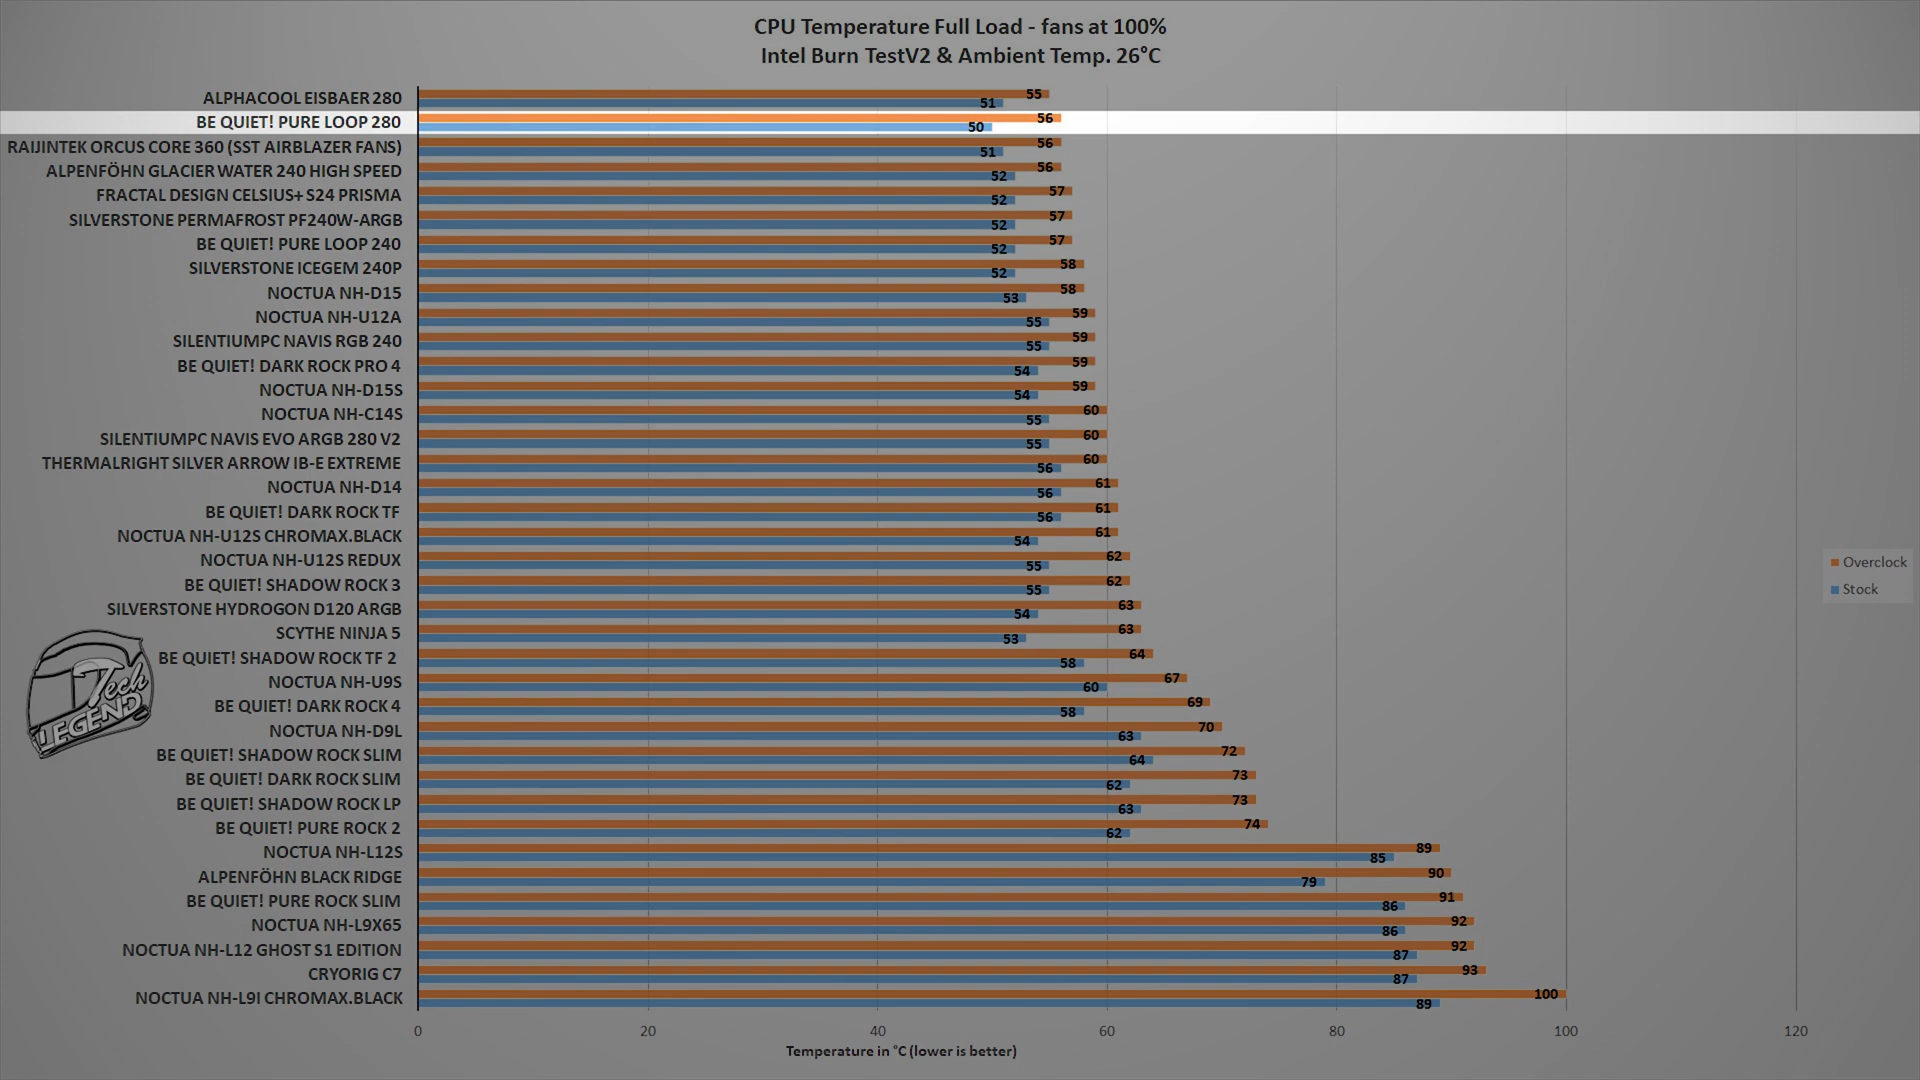 CPU Temperature Full Load - fans at 100%
Intel Burn TestV2 & Ambient Temp. 26°C
ALPHACOOL EISBAER 280 55 51
BE QUIET! PURE LOOP 280 56 50
RAIJINTEK ORCUS CORE 360 (SST AIRBLAZER FANS) 56 51
ALPENFÖHN GLACIER WATER 240 HIGH SPEED 56 52
FRACTAL DESIGN CELSIUS+ S24 PRISMA 57 52
SILVERSTONE PERMAFROST PF240W-ARGB 57 52
BE QUIET! PURE LOOP 240 57 52
SILVERSTONE ICEGEM 240P 58 52
NOCTUA NH-D15 58 53
NOCTUA NH-U12A 59 55
SILENTIUMPC NAVIS RGB 240 59 55
BE QUIET! DARK ROCK PRO 4 59 54
NOCTUA NH-D15S 59 54
NOCTUA NH-C14S 60 55
SILENTIUMPC NAVIS EVO ARGB 280 V2 60 55
THERMALRIGHT SILVER ARROW IB-E EXTREME 60 56
NOCTUA NH-D14 61 56
BE QUIET! DARK ROCK TF 61 56
NOCTUA NH-U12S CHROMAX.BLACK 61 54
NOCTUA NH-U12S REDUX 62 55
BE QUIET! SHADOW ROCK 3 62 55
SILVERSTONE HYDROGON D120 ARGB 63 54
SCYTHE NINJA 5 63 53
BE QUIET! SHADOW ROCK TF 2 64 58
NOCTUA NH-U9S 67 60
BE QUIET! DARK ROCK 4 69 58
NOCTUA NH-D9L 70 63
BE QUIET! SHADOW ROCK SLIM 72 64
BE QUIET! DARK ROCK SLIM 73 62
BE QUIET! SHADOW ROCK LP 73 63
BE QUIET! PURE ROCK 2 74 62
NOCTUA NH-L12S 89 85
ALPENFÖHN BLACK RIDGE 90 79
BE QUIET! PURE ROCK SLIM 91 86
NOCTUA NH-L9X65 92 86
NOCTUA NH-L12 GHOST S1 EDITION 92 87
CRYORIG C7 93 87
NOCTUA NH-L9I CHROMAX.BLACK 100 89
0 20 40 60 80 100 120
Temperature in °C (lower is better)
Overclock
Stock
Tech
LEGEND